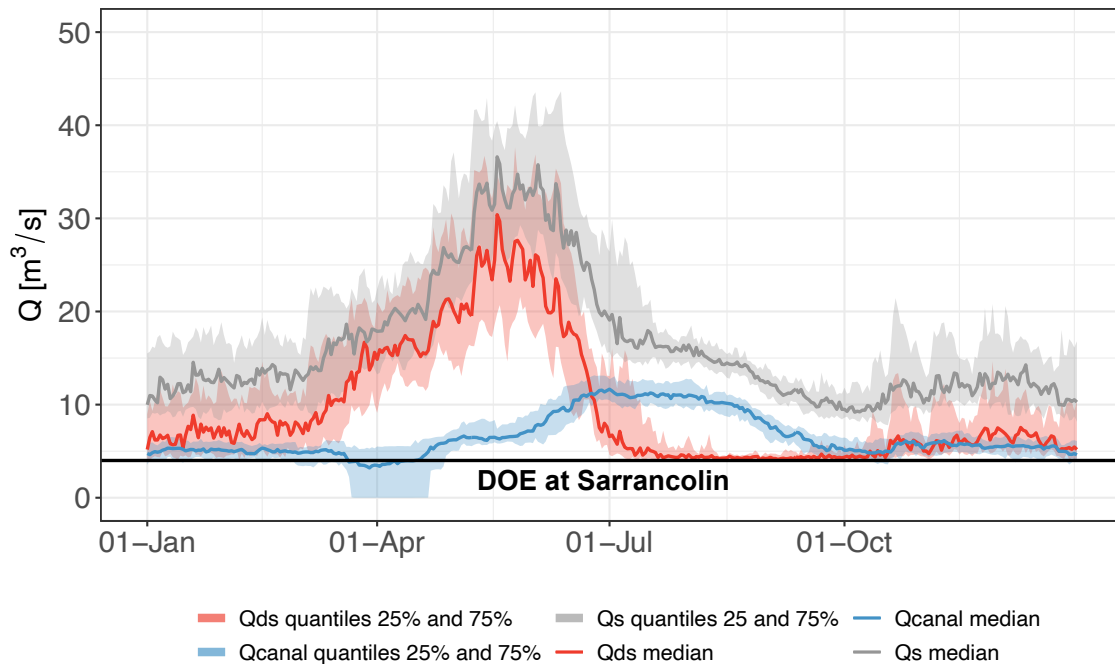 50
40
30
20
10
0
Q [m³/s]
DOE at Sarrancolin
01−Jan 01−Apr 01−Jul 01−Oct
Qds quantiles 25% and 75% Qs quantiles 25 and 75% Qcanal median
Qcanal quantiles 25% and 75% Qds median Qs median